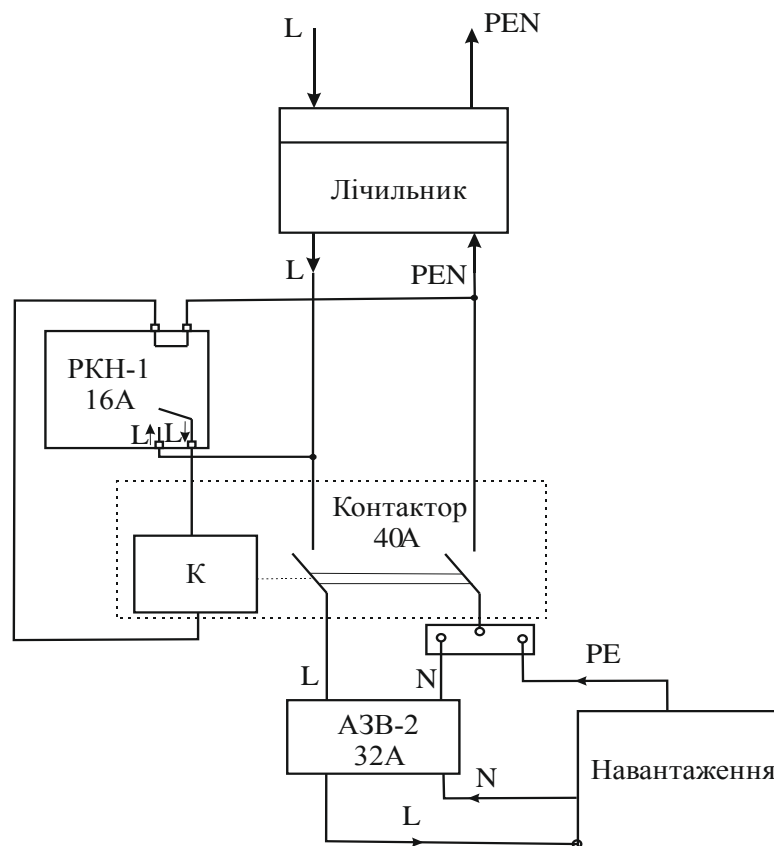 L
PEN
Лічильник
L
PEN
РКН-1
16А
L
L
Контактор
40А
К
L
N
PE
АЗВ-2
32А
N
Навантаження
L